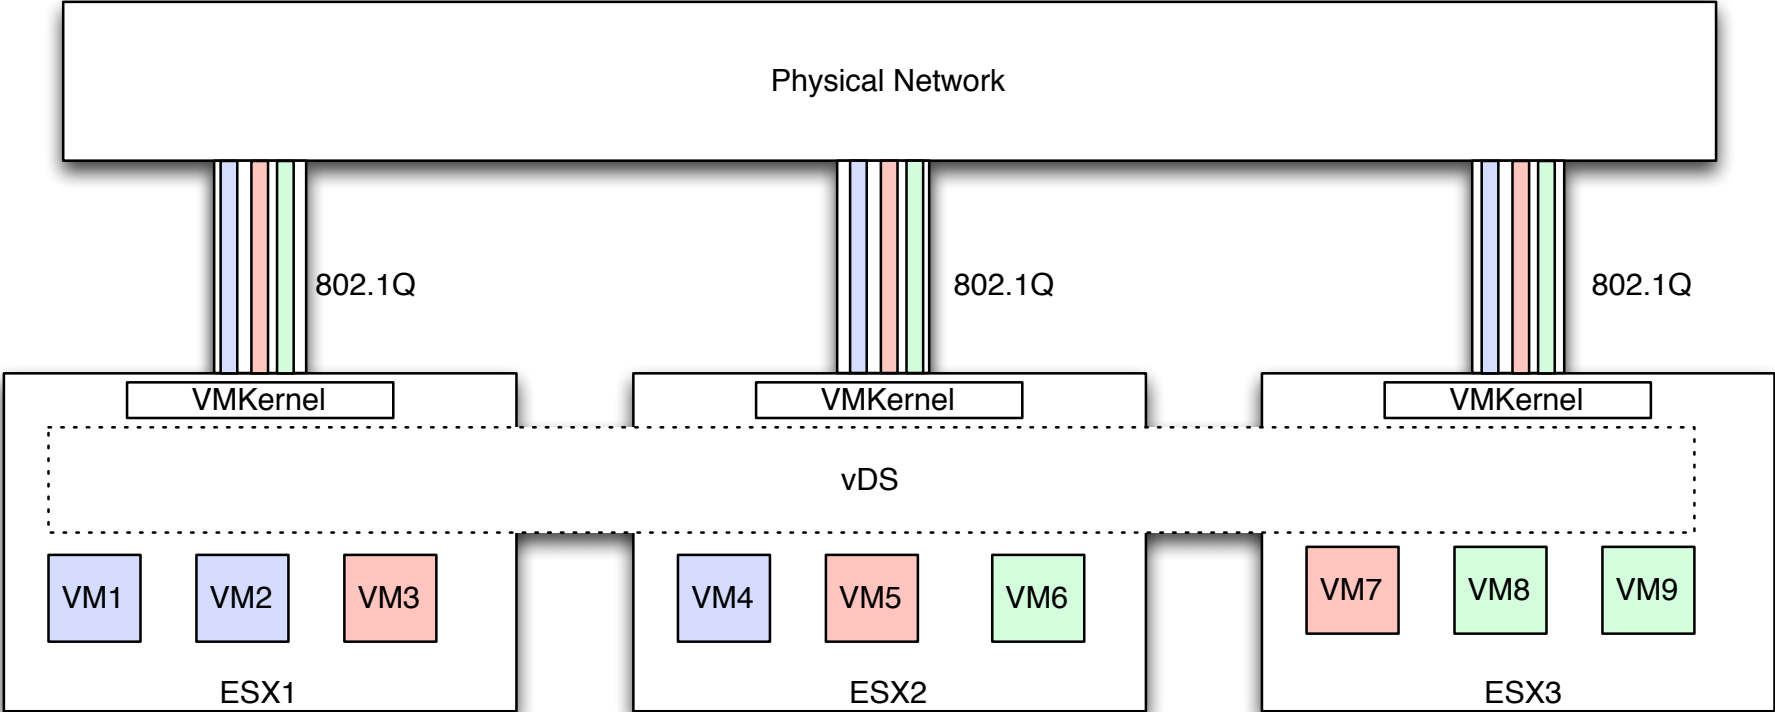 Physical Network
802.1Q
802.1Q
802.1Q
VMKernel
VMKernel
VMKernel
vDS
VM1
VM2
VM3
VM4
VM5
VM6
VM7
VM8
VM9
ESX1
ESX2
ESX3